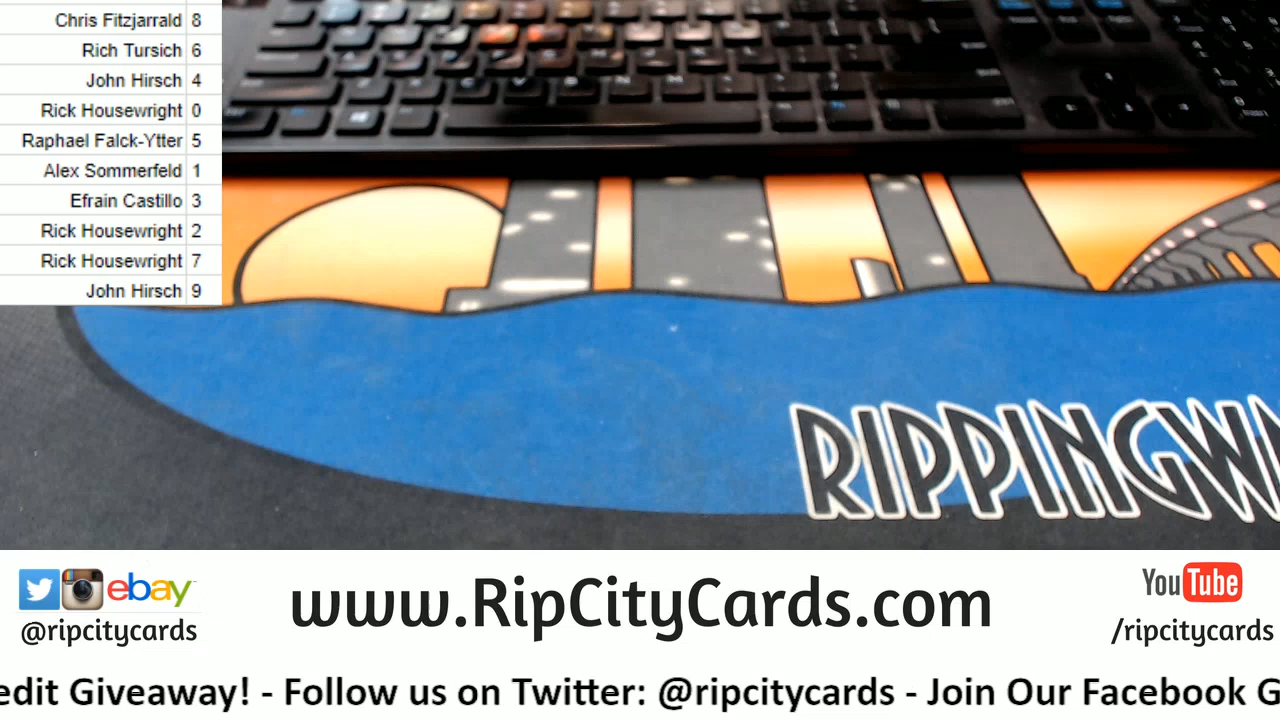 Chris Fitzjarrald 8
Rich Tursich 6
John Hirsch 4
Rick Housewright 0
Raphael Falck-Ytter 5
Alex Sommerfeld 1
Efrain Castillo 3
Rick Housewright 2
Rick Housewright 7
John Hirsch 9
RIPPINGW
ebay
@ripcitycards
www.RipCityCards.com
YouTube
/ripcitycards
edit Giveaway! - Follow us on Twitter: @ripcitycards - Join Our Facebook G